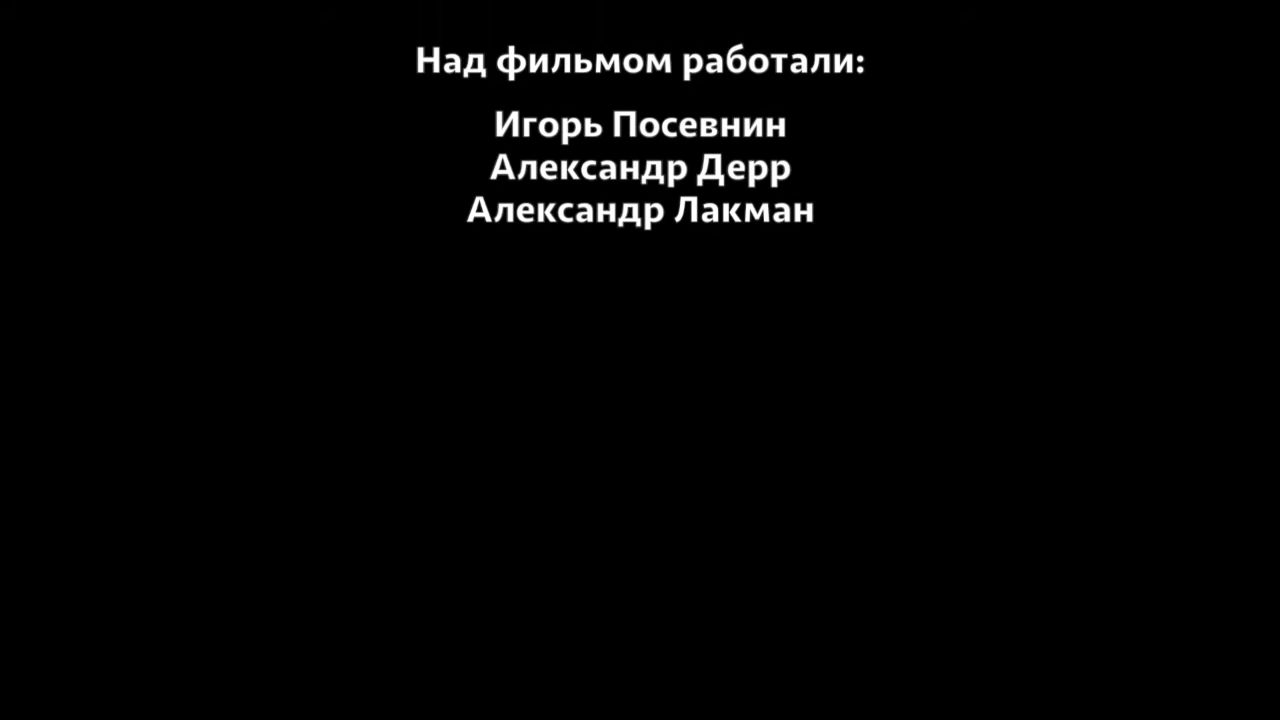 Над фильмом работали:
Игорь Посевнин
Александр Дерр
Александр Лакман